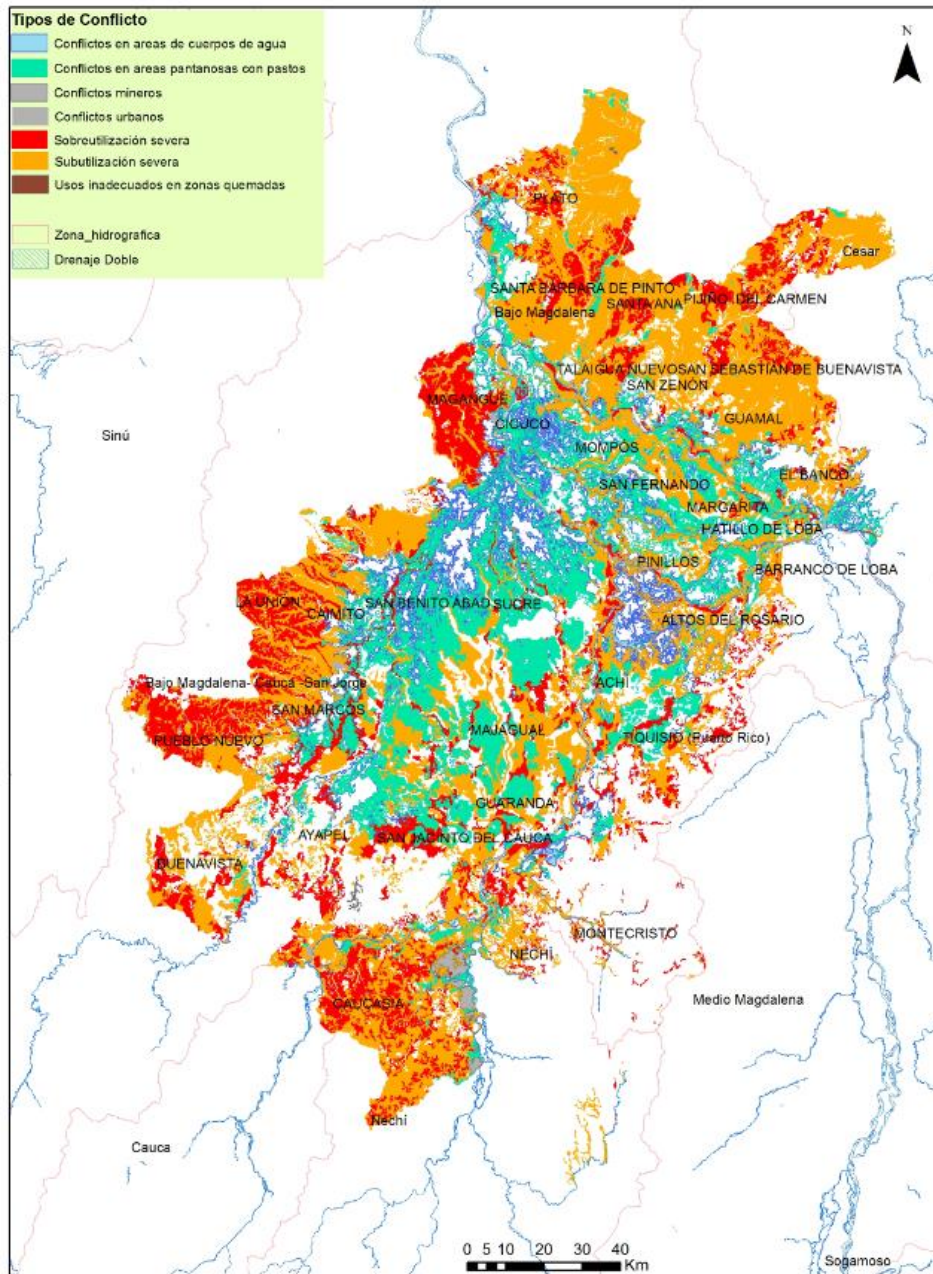 Tipos de Conflicto
Conflictos en areas de cuerpos de agua
Conflictos en areas pantanosas con pastos
Conflictos mineros
Conflictos urbanos
Sobreutilización severa
Subutilización severa
Usos inadecuados en zonas quemadas
Zona_hidrografica
Drenaje Doble
N
PLATO
Cesar
SANTA BARBARA DE PINTO
SANTA ANA
PIJIÑO DEL CARMEN
Bajo Magdalena
TALAIGUA NUEVO
SAN SEBASTIAN DE BUENAVISTA
SAN ZENON
MAGANGUE
CICUCO
GUAMAL
Sinú
MOMPÓS
EL BANCO
SAN FERNANDO
MARGARITA
HATILLO DE LOBA
PINILLOS
BARRANCO DE LOBA
LA UNION
CAIMITO
SAN BENITO ABAD
SUCRE
ALTOS DEL ROSARIO
Bajo Magdalena- Cauca -San Jorge
ACHI
SAN MARCOS
PUEBLO NUEVO
MAJAGUAL
TIQUISIO (Puerto Rico)
GUARANDA
AYAPEL
SAN JACINTO DEL CAUCA
BUENAVISTA
MONTECRISTO
NECHÍ
CAUCASIA
Medio Magdalena
Nechí
Cauca
0 5 10 20 30 40
Km
Sogamoso